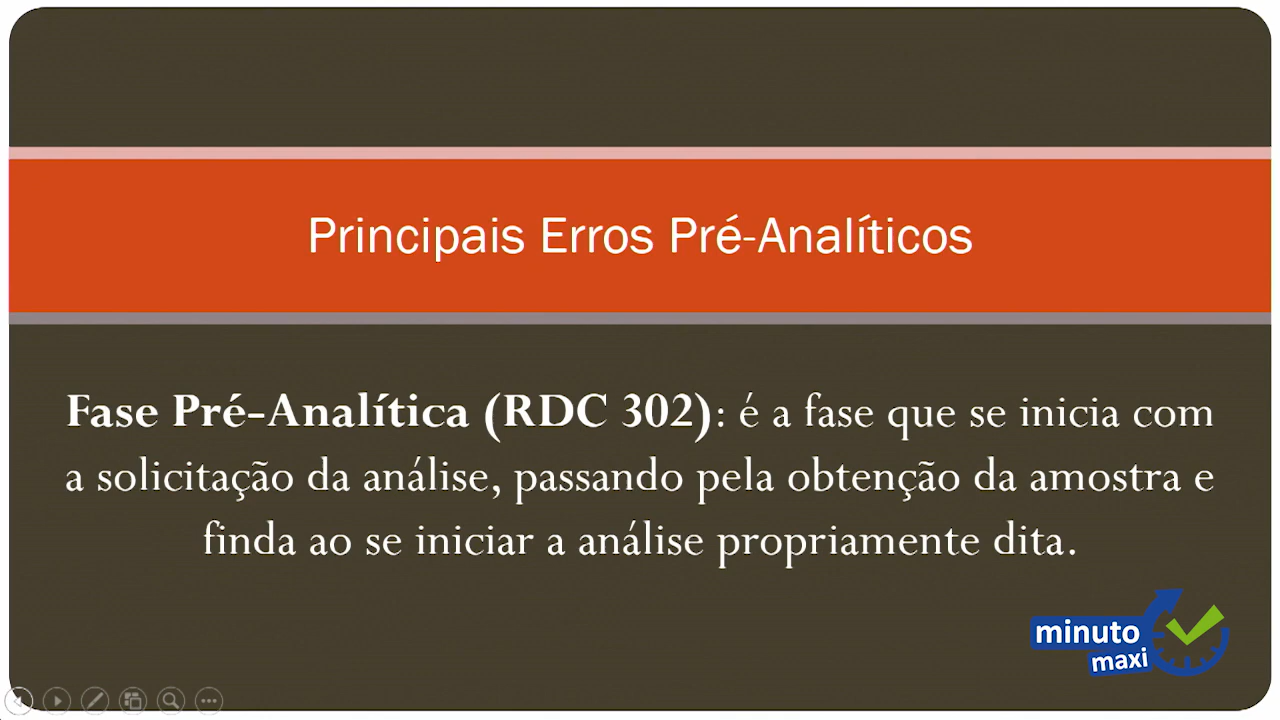 Principais Erros Pré-Analíticos
Fase Pré-Analítica (RDC 302): é a fase que se inicia com
a solicitação da análise, passando pela obtenção da amostra e
finda ao se iniciar a análise propriamente dita.
minuto
maxi